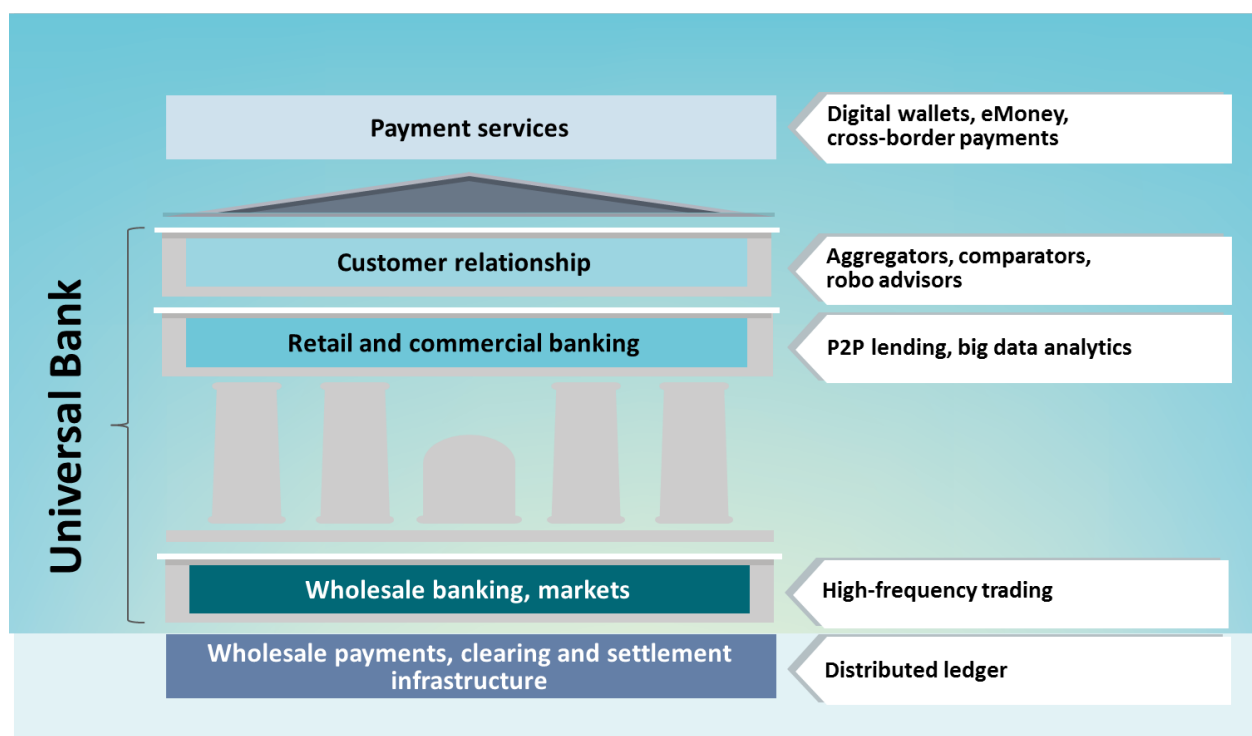 Payment services
Digital wallets, eMoney,
cross-border payments
Universal Bank
Customer relationship
Aggregators, comparators,
robo advisors
Retail and commercial banking
P2P lending, big data analytics
Wholesale banking, markets
High-frequency trading
Wholesale payments, clearing and settlement
infrastructure
Distributed ledger